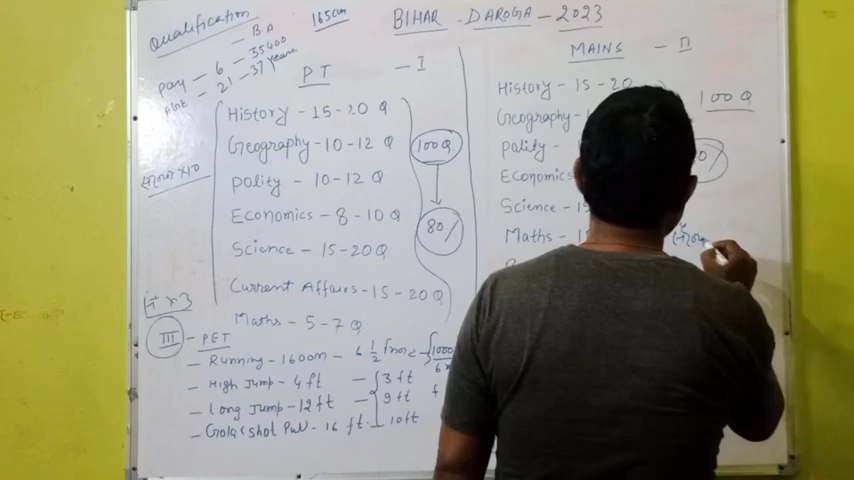 Qualification - BA
165cm
BIHAR - DAROGA - 2023
Pay - 6 - 35400
21 - 37 years
PT - I
History - 15 - 20 Q
Geography - 10 - 12 Q
Polity - 10 - 12 Q
Economics - 8 - 10 Q
Science - 15 - 20 Q
Current Affairs - 15 - 20 Q
Maths - 5 - 7 Q
100 Q
80%
x10
x3
III - PET
- Running - 1600m - 6 1/2
1000
- High Jump - 4 ft - 3 ft
- Long Jump - 12 ft - 9 ft
- Gola (shot Put) - 16 ft - 10 ft
MAINS - II
History - 15 - 20
Geography - 1
Polity -
Economics
Science - 15
Maths - 1
100 Q